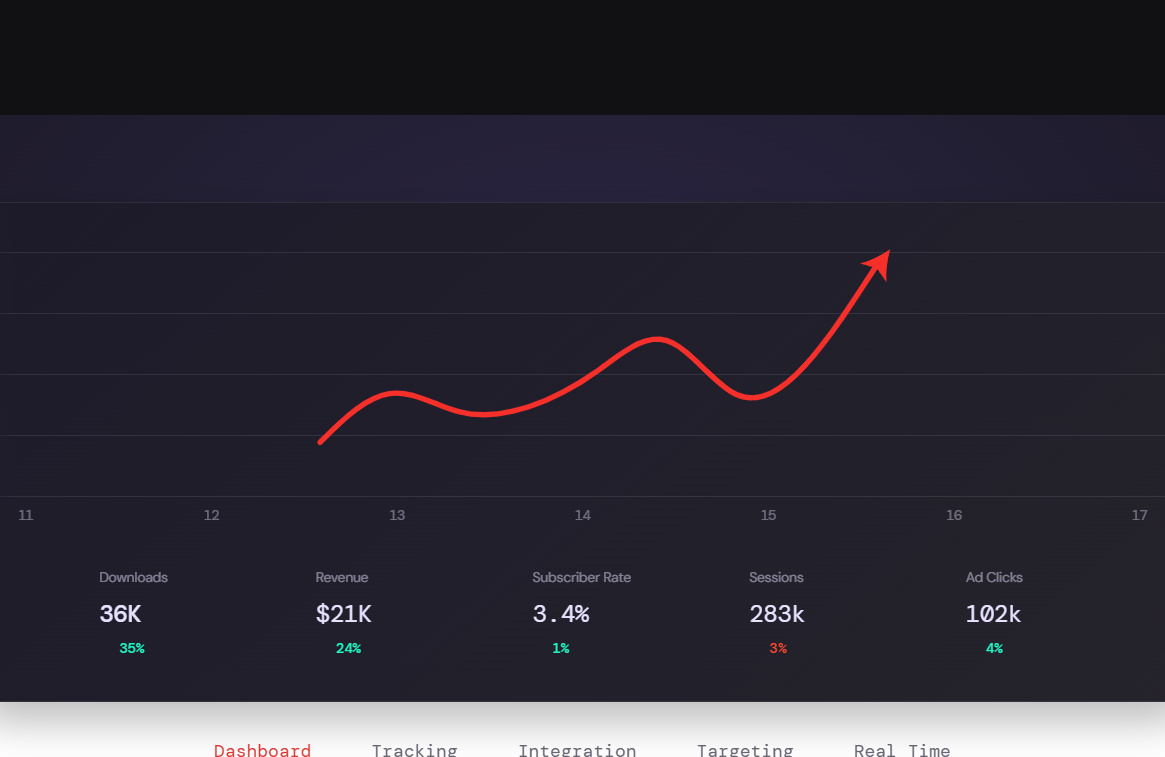 11 12 13 14 15 16 17
Downloads Revenue Subscriber Rate Sessions Ad Clicks
36K $21K 3.4% 283k 102k
35% 24% 1% 3% 4%
Dashboard Tracking Integration Targeting Real Time